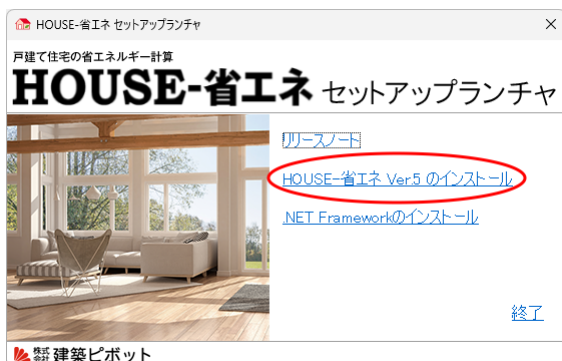 HOUSE-省エネ セットアップランチャ
戸建て住宅の省エネルギー計算
HOUSE-省エネ セットアップランチャ
リリースノート
HOUSE-省エネ Ver.5 のインストール
.NET Frameworkのインストール
終了
株式会社 建築ピボット